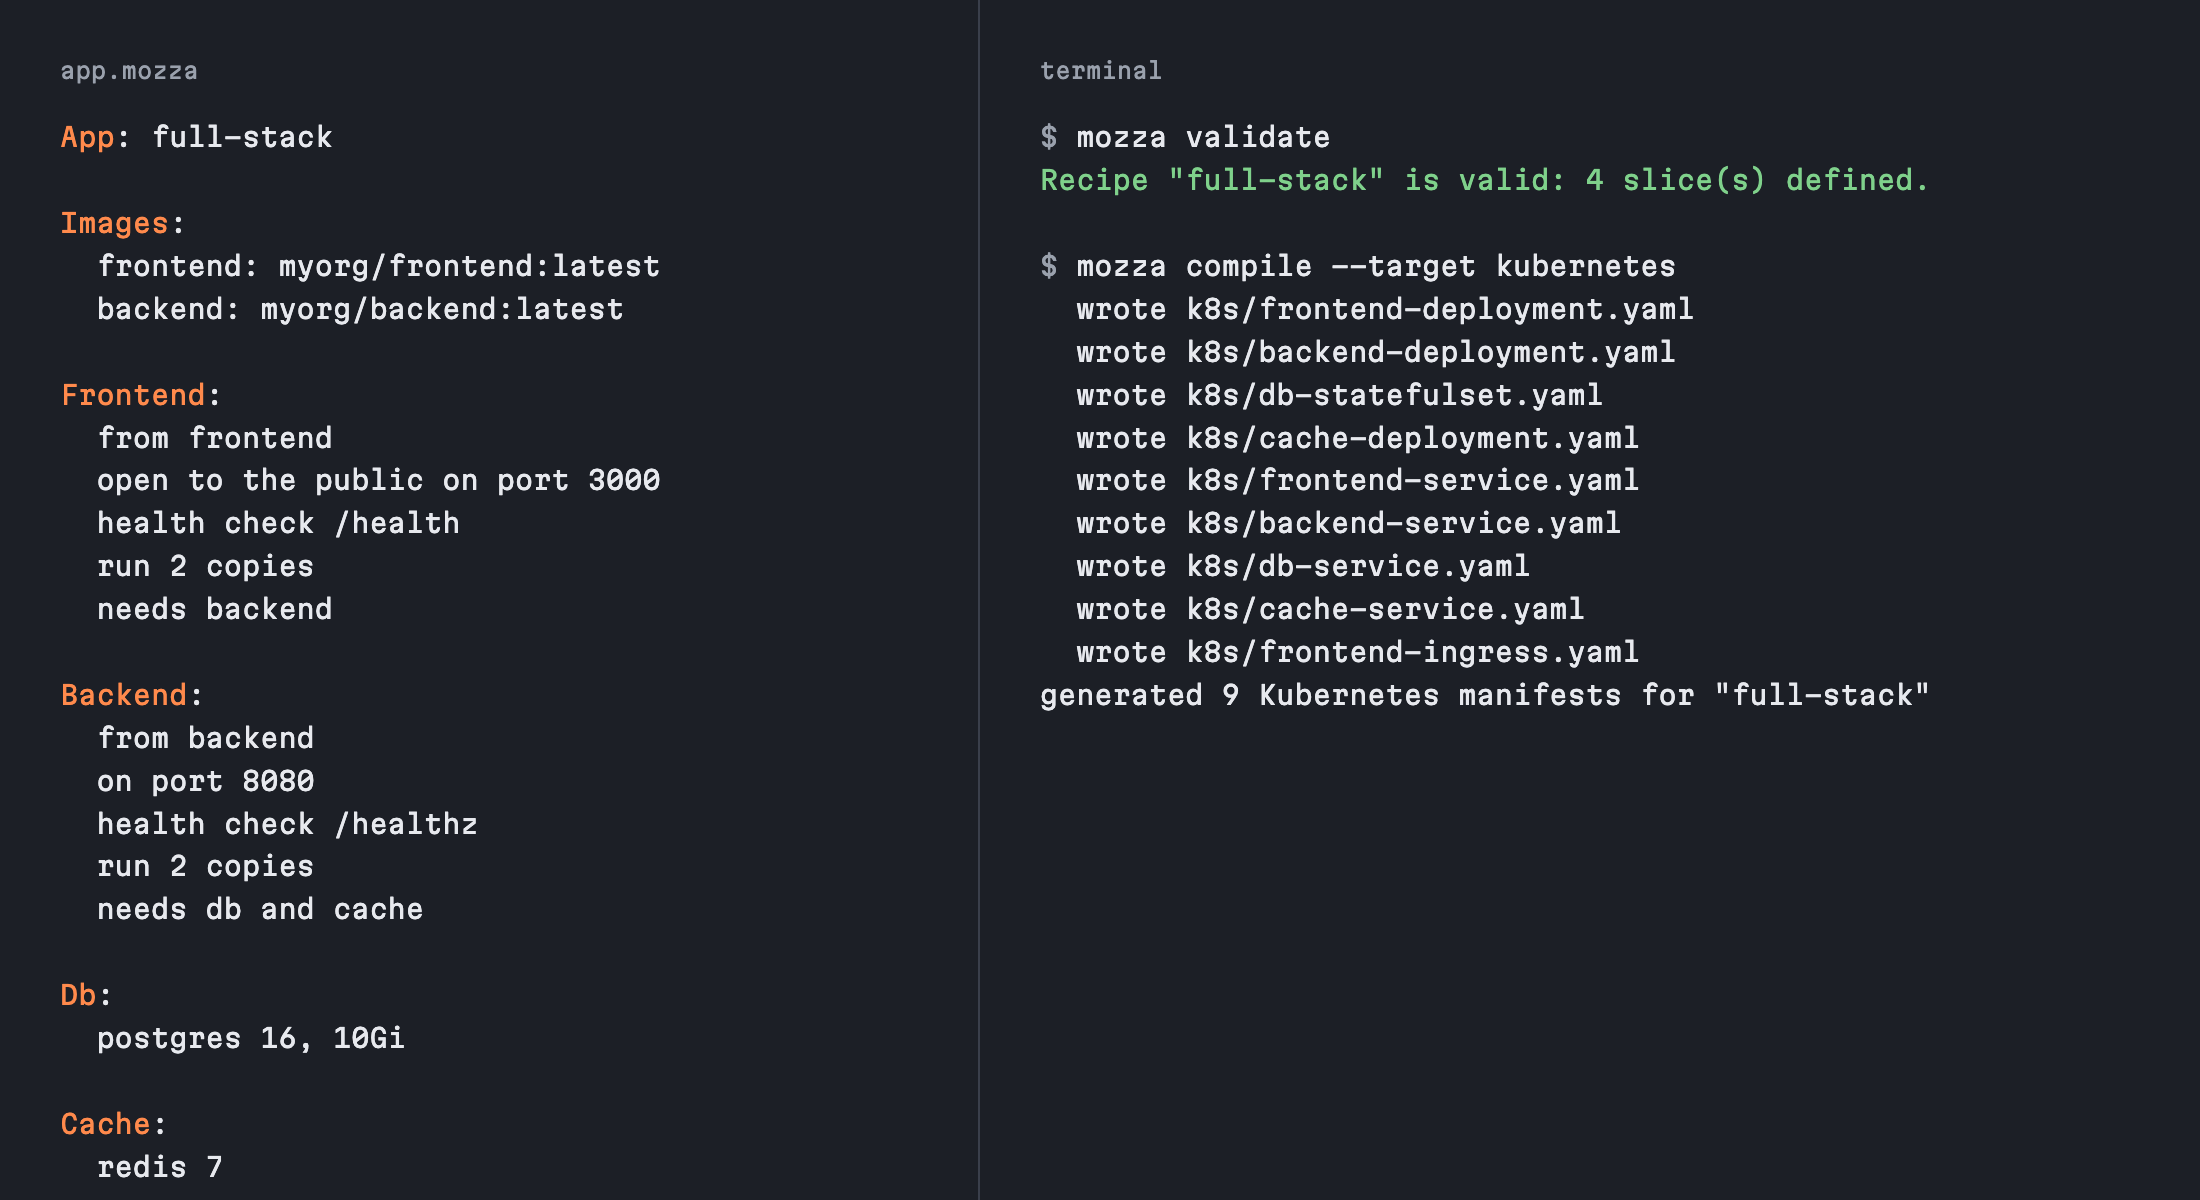 app.mozza
App: full-stack
Images:
frontend: myorg/frontend:latest
backend: myorg/backend:latest
Frontend:
from frontend
open to the public on port 3000
health check /health
run 2 copies
needs backend
Backend:
from backend
on port 8080
health check /healthz
run 2 copies
needs db and cache
Db:
postgres 16, 10Gi
Cache:
redis 7
terminal
$ mozza validate
Recipe "full-stack" is valid: 4 slice(s) defined.
$ mozza compile --target kubernetes
wrote k8s/frontend-deployment.yaml
wrote k8s/backend-deployment.yaml
wrote k8s/db-statefulset.yaml
wrote k8s/cache-deployment.yaml
wrote k8s/frontend-service.yaml
wrote k8s/backend-service.yaml
wrote k8s/db-service.yaml
wrote k8s/cache-service.yaml
wrote k8s/frontend-ingress.yaml
generated 9 Kubernetes manifests for "full-stack"